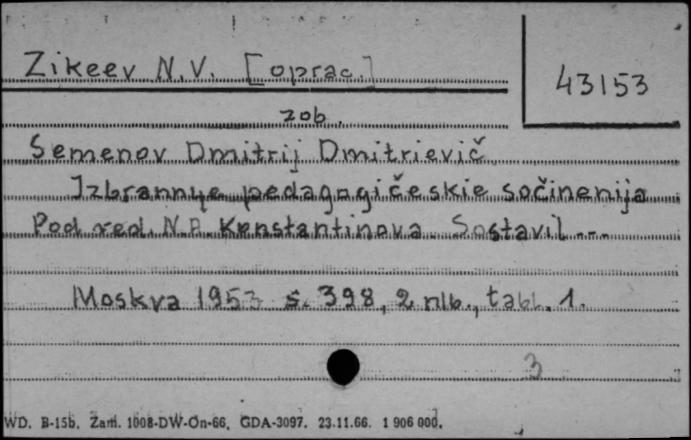 Zikeev N.V. [oprac.]
43153
zob.
Semenov Dmitrij Dmitrievič
Izbrannye pedagogičeskie sočinenija
Pod red. N.A. Konstantinova. Sostavil ---
Moskva 1953 s. 398, 2 nlb., tabl. 1.
3
WD. B-15b. Zam. 1008-DW-On-66. GDA-3097. 23.11.66. 1 906 000.